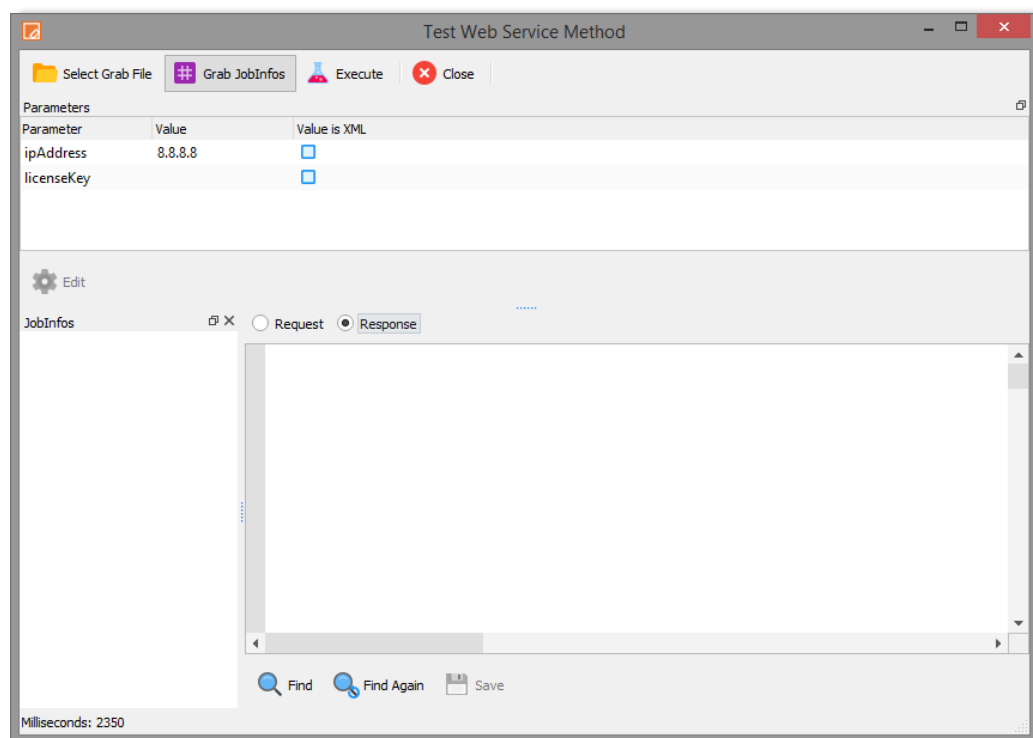 Test Web Service Method
Select Grab File Grab JobInfos Execute Close
Parameters
Parameter Value Value is XML
ipAddress 8.8.8.8
licenseKey
Edit
JobInfos Request Response
Find Find Again Save
Milliseconds: 2350